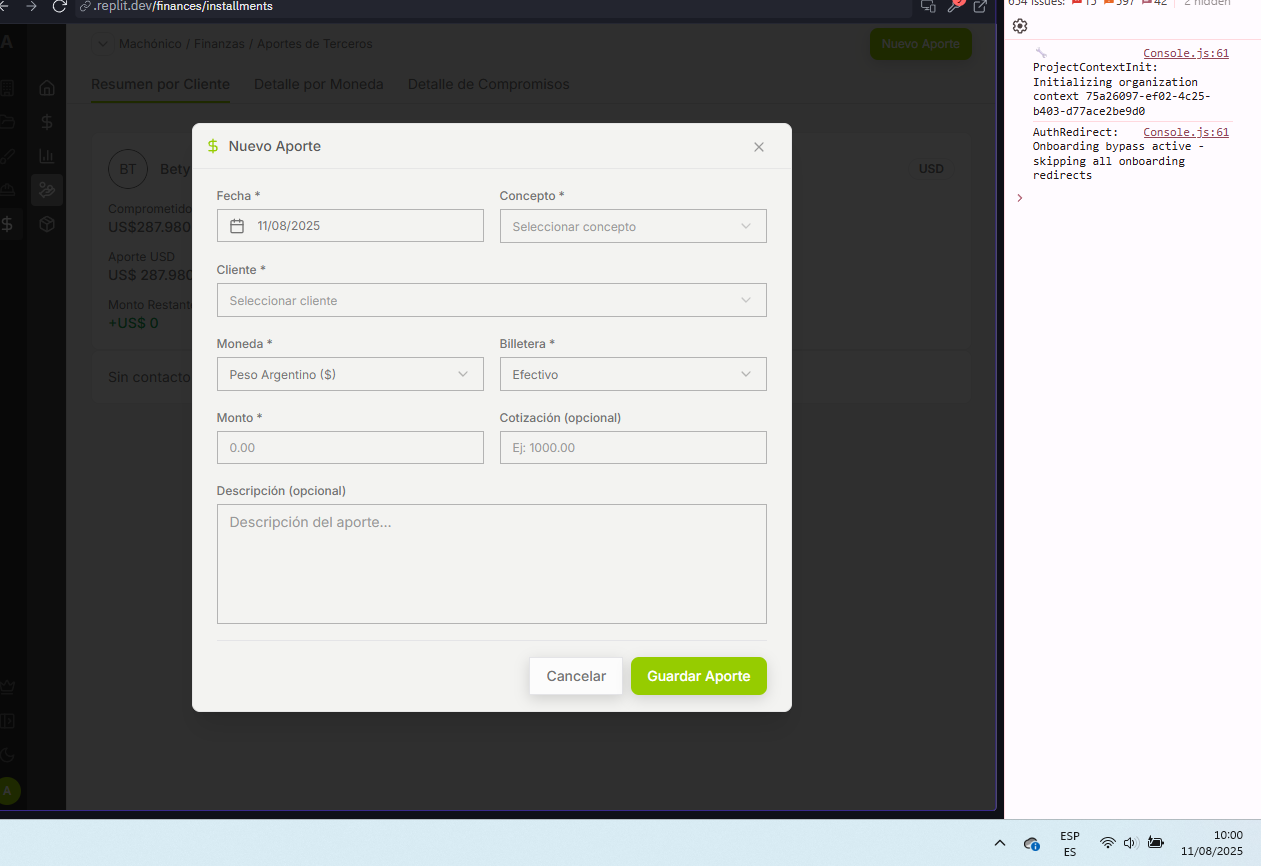 .replit.dev/finances/installments
A
Machónico / Finanzas / Aportes de Terceros
Nuevo Aporte
Resumen por Cliente
Detalle por Moneda
Detalle de Compromisos
BT
Bety
USD
Comprometido
US$287.980
Aporte USD
US$ 287.980
Monto Restante
+US$ 0
Sin contacto
$ Nuevo Aporte
Fecha *
Concepto *
11/08/2025
Seleccionar concepto
Cliente *
Seleccionar cliente
Moneda *
Billetera *
Peso Argentino ($)
Efectivo
Monto *
Cotización (opcional)
0.00
Ej: 1000.00
Descripción (opcional)
Descripción del aporte...
Cancelar
Guardar Aporte
A
654 Issues: 15 597 42 2 hidden
Console.js:61
ProjectContextInit:
Initializing organization
context 75a26097-ef02-4c25-
b403-d77ace2be9d0
AuthRedirect: Console.js:61
Onboarding bypass active -
skipping all onboarding
redirects
ESP
ES
10:00
11/08/2025